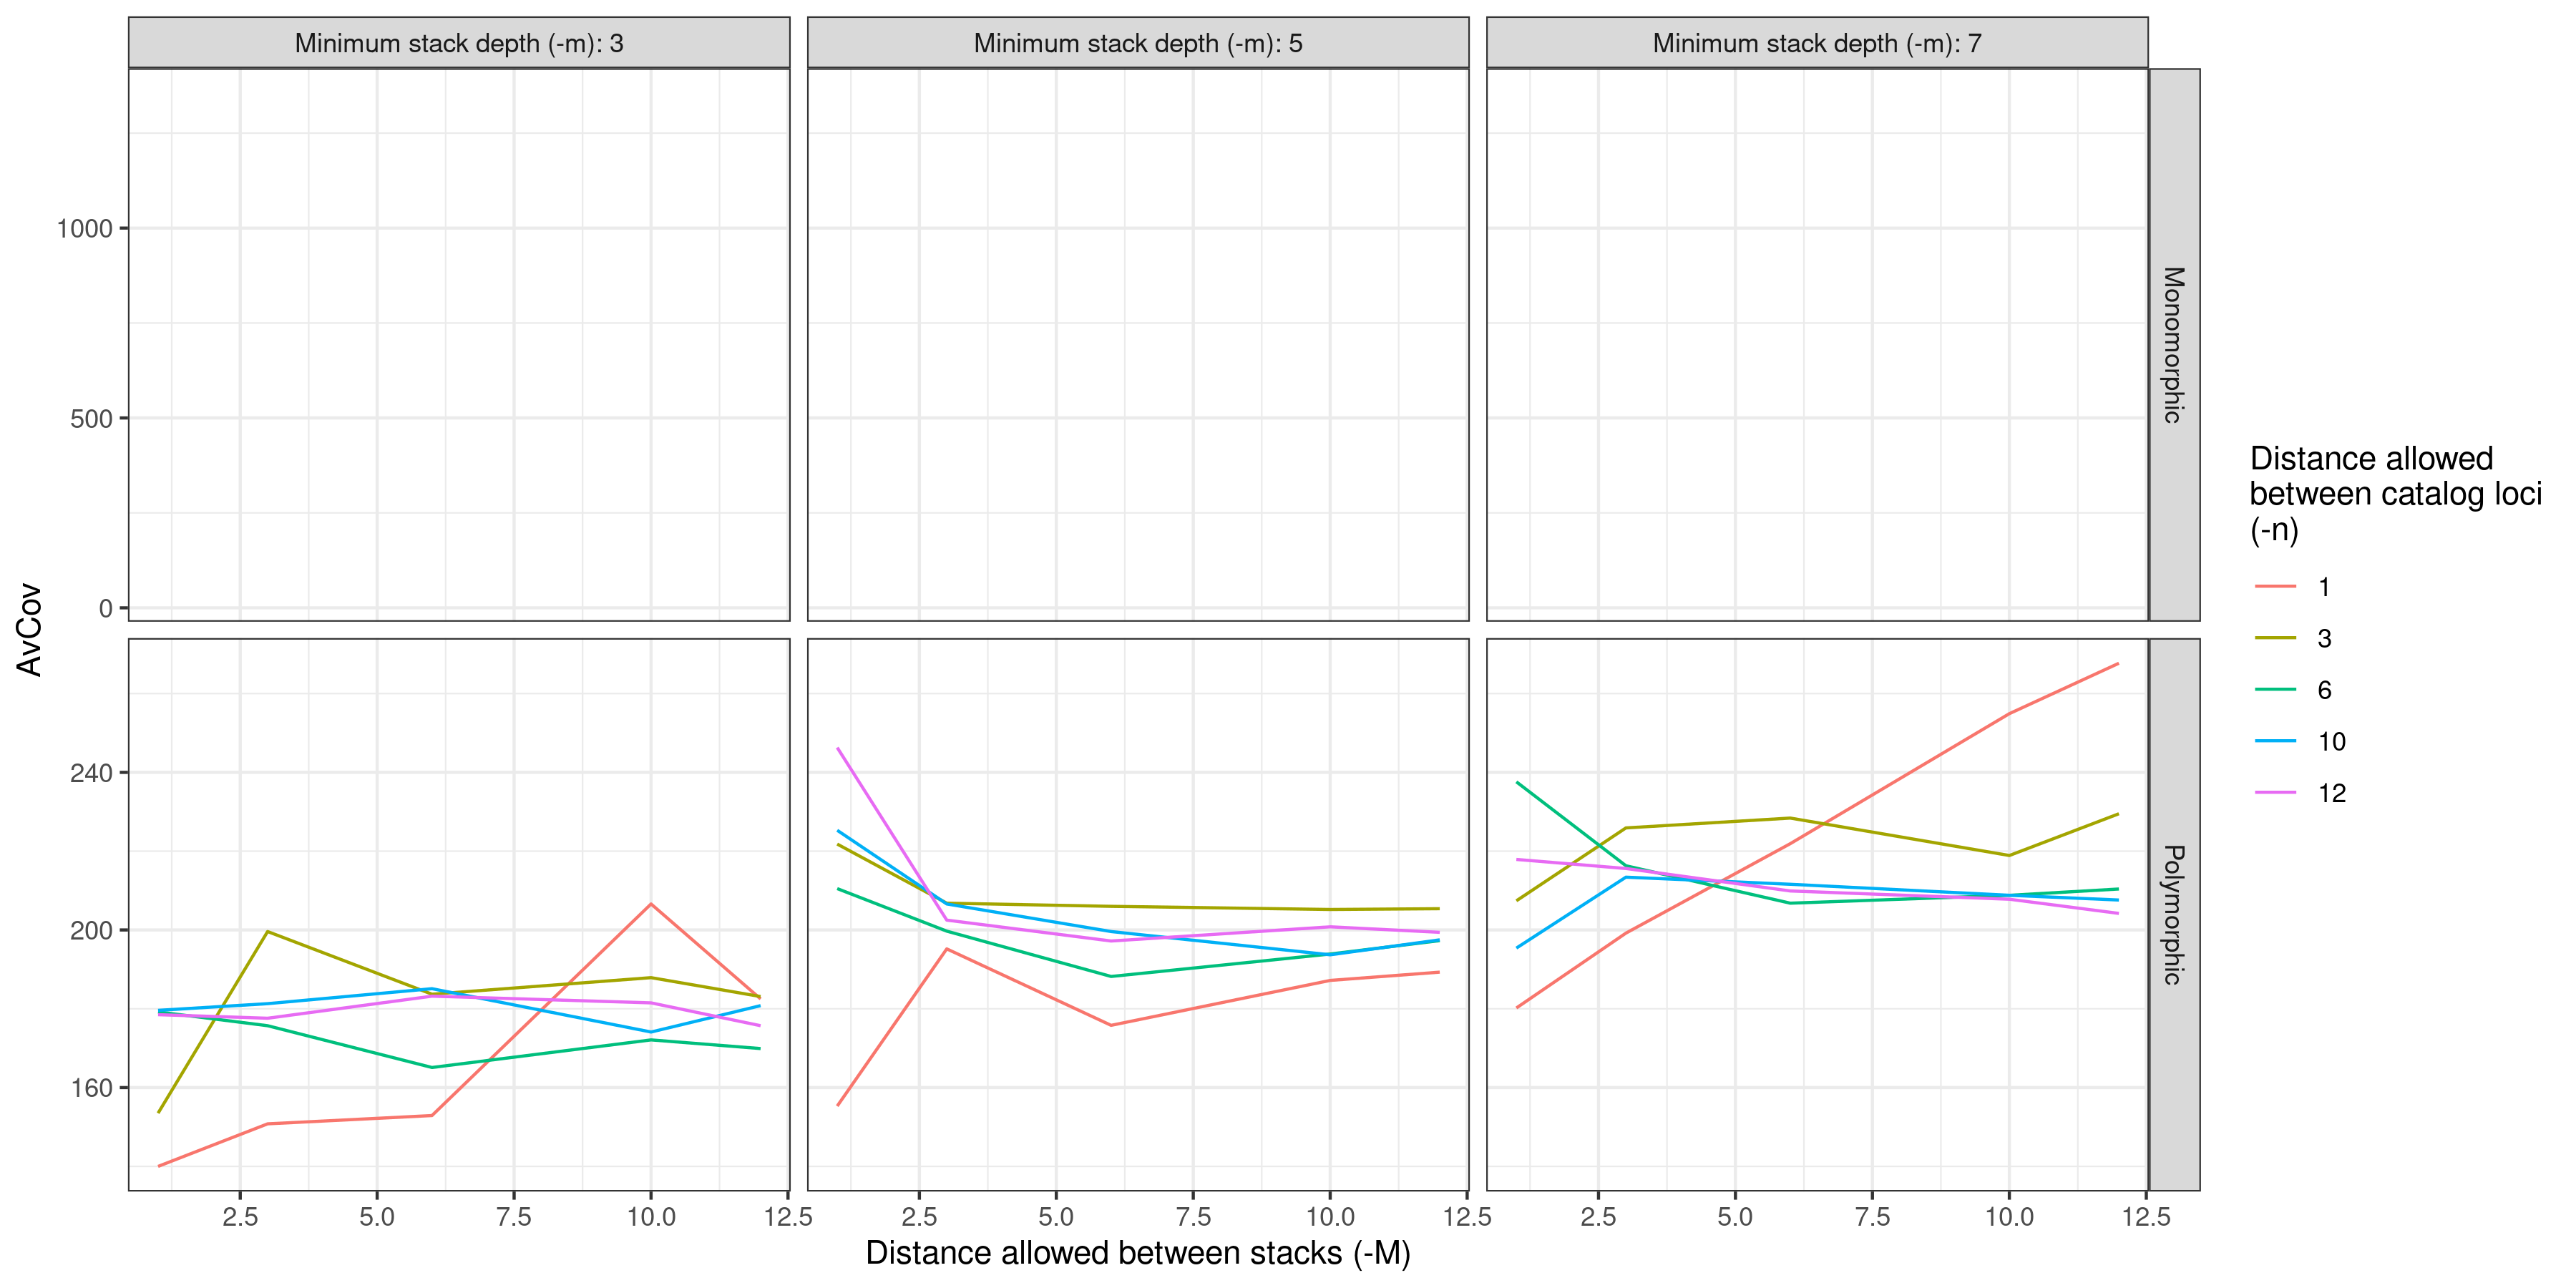 Minimum stack depth (-m): 3
Minimum stack depth (-m): 5
Minimum stack depth (-m): 7
1000
500
0
Monomorphic
AvCov
240
200
160
Polymorphic
2.5 5.0 7.5 10.0 12.5
2.5 5.0 7.5 10.0 12.5
2.5 5.0 7.5 10.0 12.5
Distance allowed between stacks (-M)
Distance allowed
between catalog loci
(-n)
1
3
6
10
12